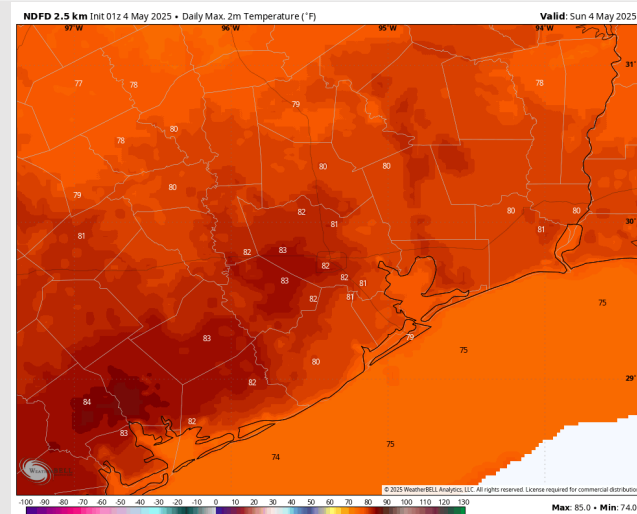 NDFD 2.5 km Init 01z 4 May 2025 • Daily Max. 2m Temperature (°F)
Valid: Sun 4 May 2025
97°W 96°W 95°W 94°W
31°
77 78 78
79
78 80
80 80
80
79
82 80 80 30°
81 81 81
82 83
82
83 82 81
82 81
75
83 79
75
80 29°
82
84
82
83
75
74
WeatherBELL
© 2025 WeatherBELL Analytics, LLC. All rights reserved. License required for commercial distributio
-100 -90 -80 -70 -60 -50 -40 -30 -20 -10 0 10 20 30 40 50 60 70 80 90 100 110 120 130
Max: 85.0 • Min: 74.0